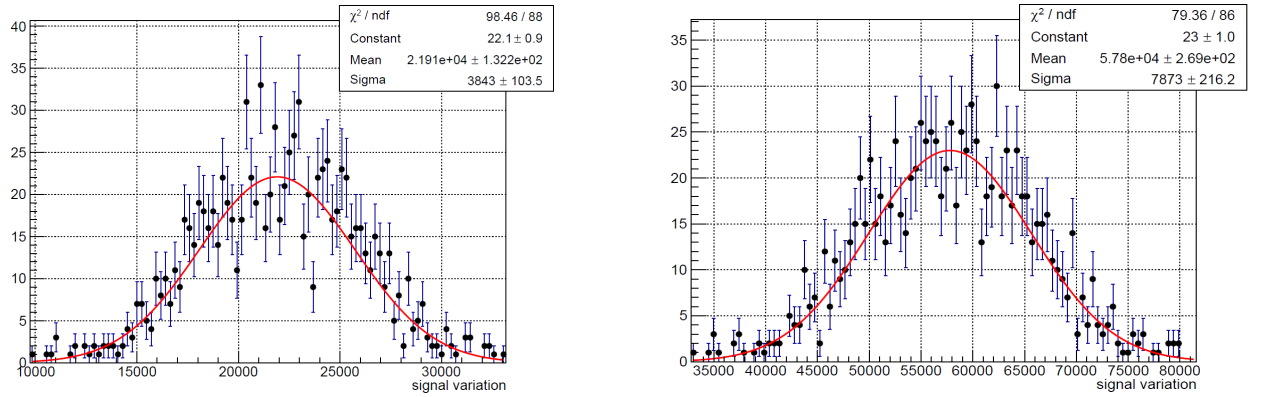 χ² / ndf 98.46 / 88
Constant 22.1 ± 0.9
Mean 2.191e+04 ± 1.322e+02
Sigma 3843 ± 103.5
40
35
30
25
20
15
10
5
0
10000 15000 20000 25000 30000
signal variation
χ² / ndf 79.36 / 86
Constant 23 ± 1.0
Mean 5.78e+04 ± 2.69e+02
Sigma 7873 ± 216.2
35
30
25
20
15
10
5
0
35000 40000 45000 50000 55000 60000 65000 70000 75000 80000
signal variation